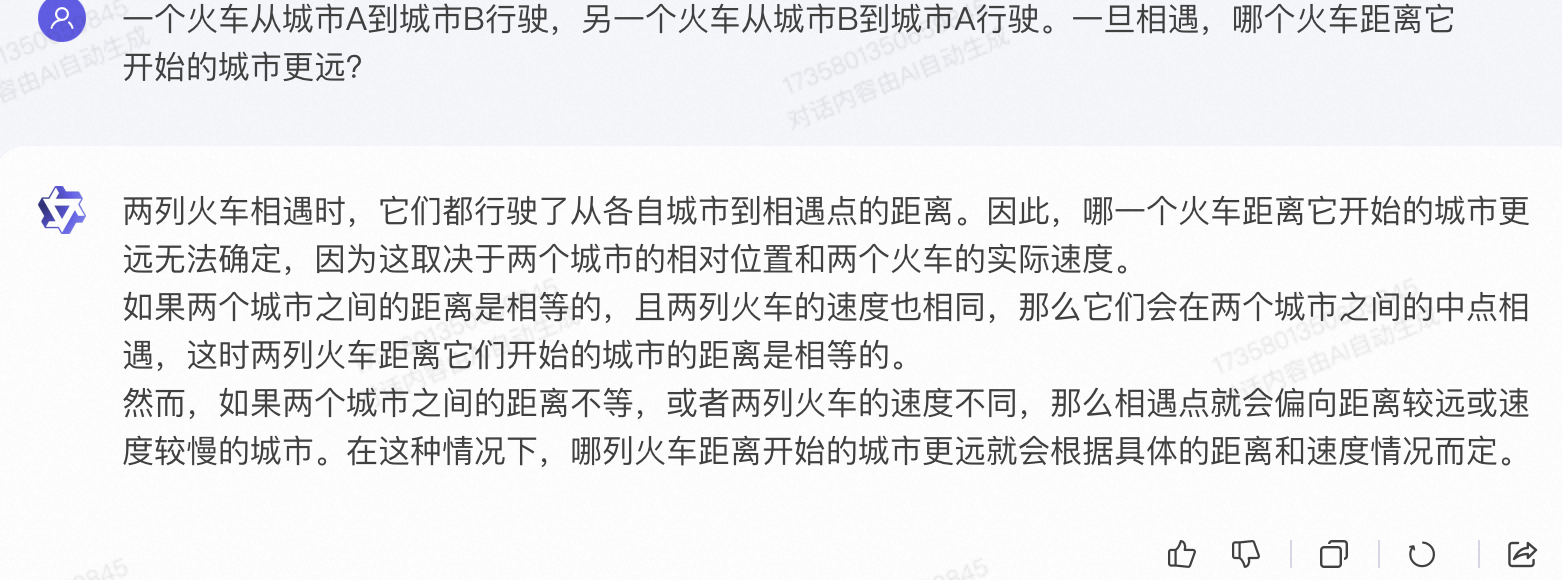 一个火车从城市A到城市B行驶，另一个火车从城市B到城市A行驶。一旦相遇，哪个火车距离它
开始的城市更远？
两列火车相遇时，它们都行驶了从各自城市到相遇点的距离。因此，哪一个火车距离它开始的城市更
远无法确定，因为这取决于两个城市的相对位置和两个火车的实际速度。
如果两个城市之间的距离是相等的，且两列火车的速度也相同，那么它们会在两个城市之间的中点相
遇，这时两列火车距离它们开始的城市的距离是相等的。
然而，如果两个城市之间的距离不等，或者两列火车的速度不同，那么相遇点就会偏向距离较远或速
度较慢的城市。在这种情况下，哪列火车距离开始的城市更远就会根据具体的距离和速度情况而定。
对话内容由AI自动生成